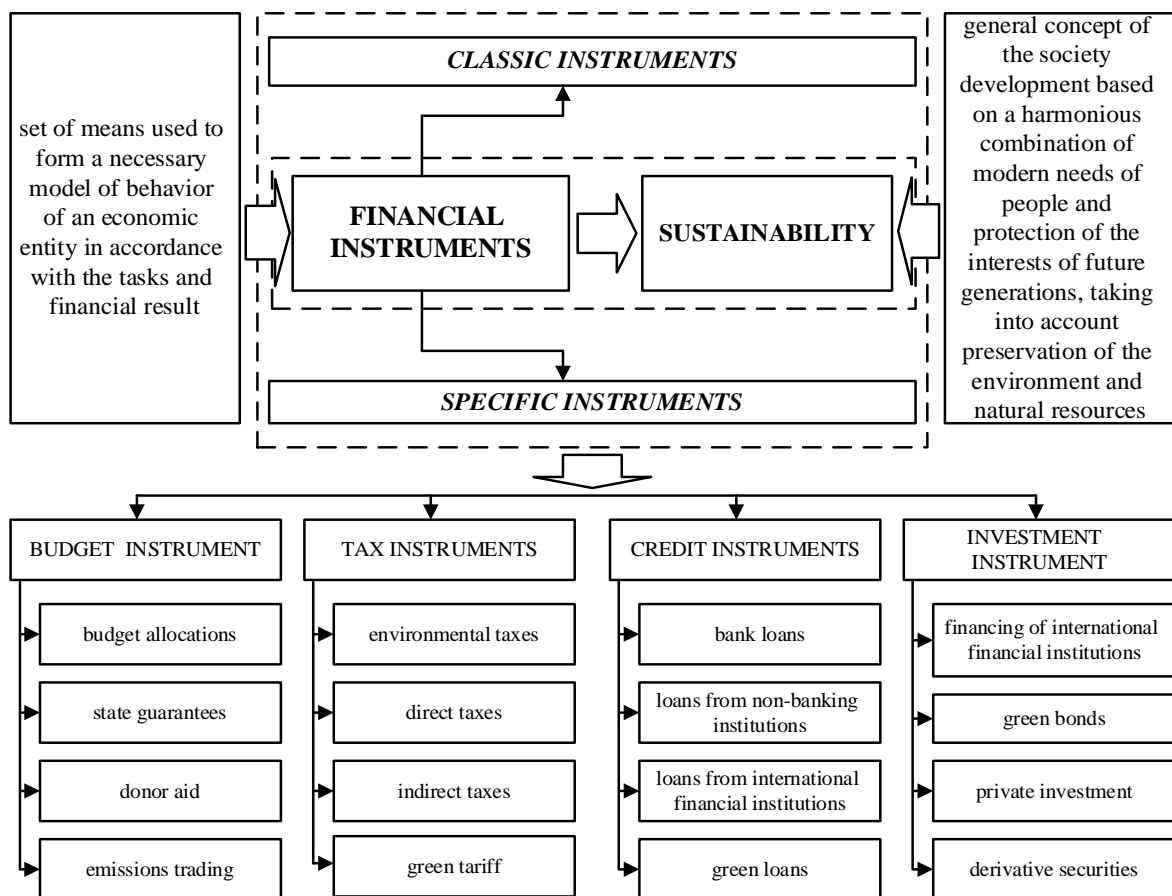 set of means used to
form a necessary
model of behavior
of an economic
entity in accordance
with the tasks and
financial result
CLASSIC INSTRUMENTS
FINANCIAL
INSTRUMENTS
SUSTAINABILITY
SPECIFIC INSTRUMENTS
general concept of
the society
development based
on a harmonious
combination of
modern needs of
people and
protection of the
interests of future
generations, taking
into account
preservation of the
environment and
natural resources
BUDGET INSTRUMENT
budget allocations
state guarantees
donor aid
emissions trading
TAX INSTRUMENTS
environmental taxes
direct taxes
indirect taxes
green tariff
CREDIT INSTRUMENTS
bank loans
loans from non-banking
institutions
loans from international
financial institutions
green loans
INVESTMENT
INSTRUMENT
financing of international
financial institutions
green bonds
private investment
derivative securities